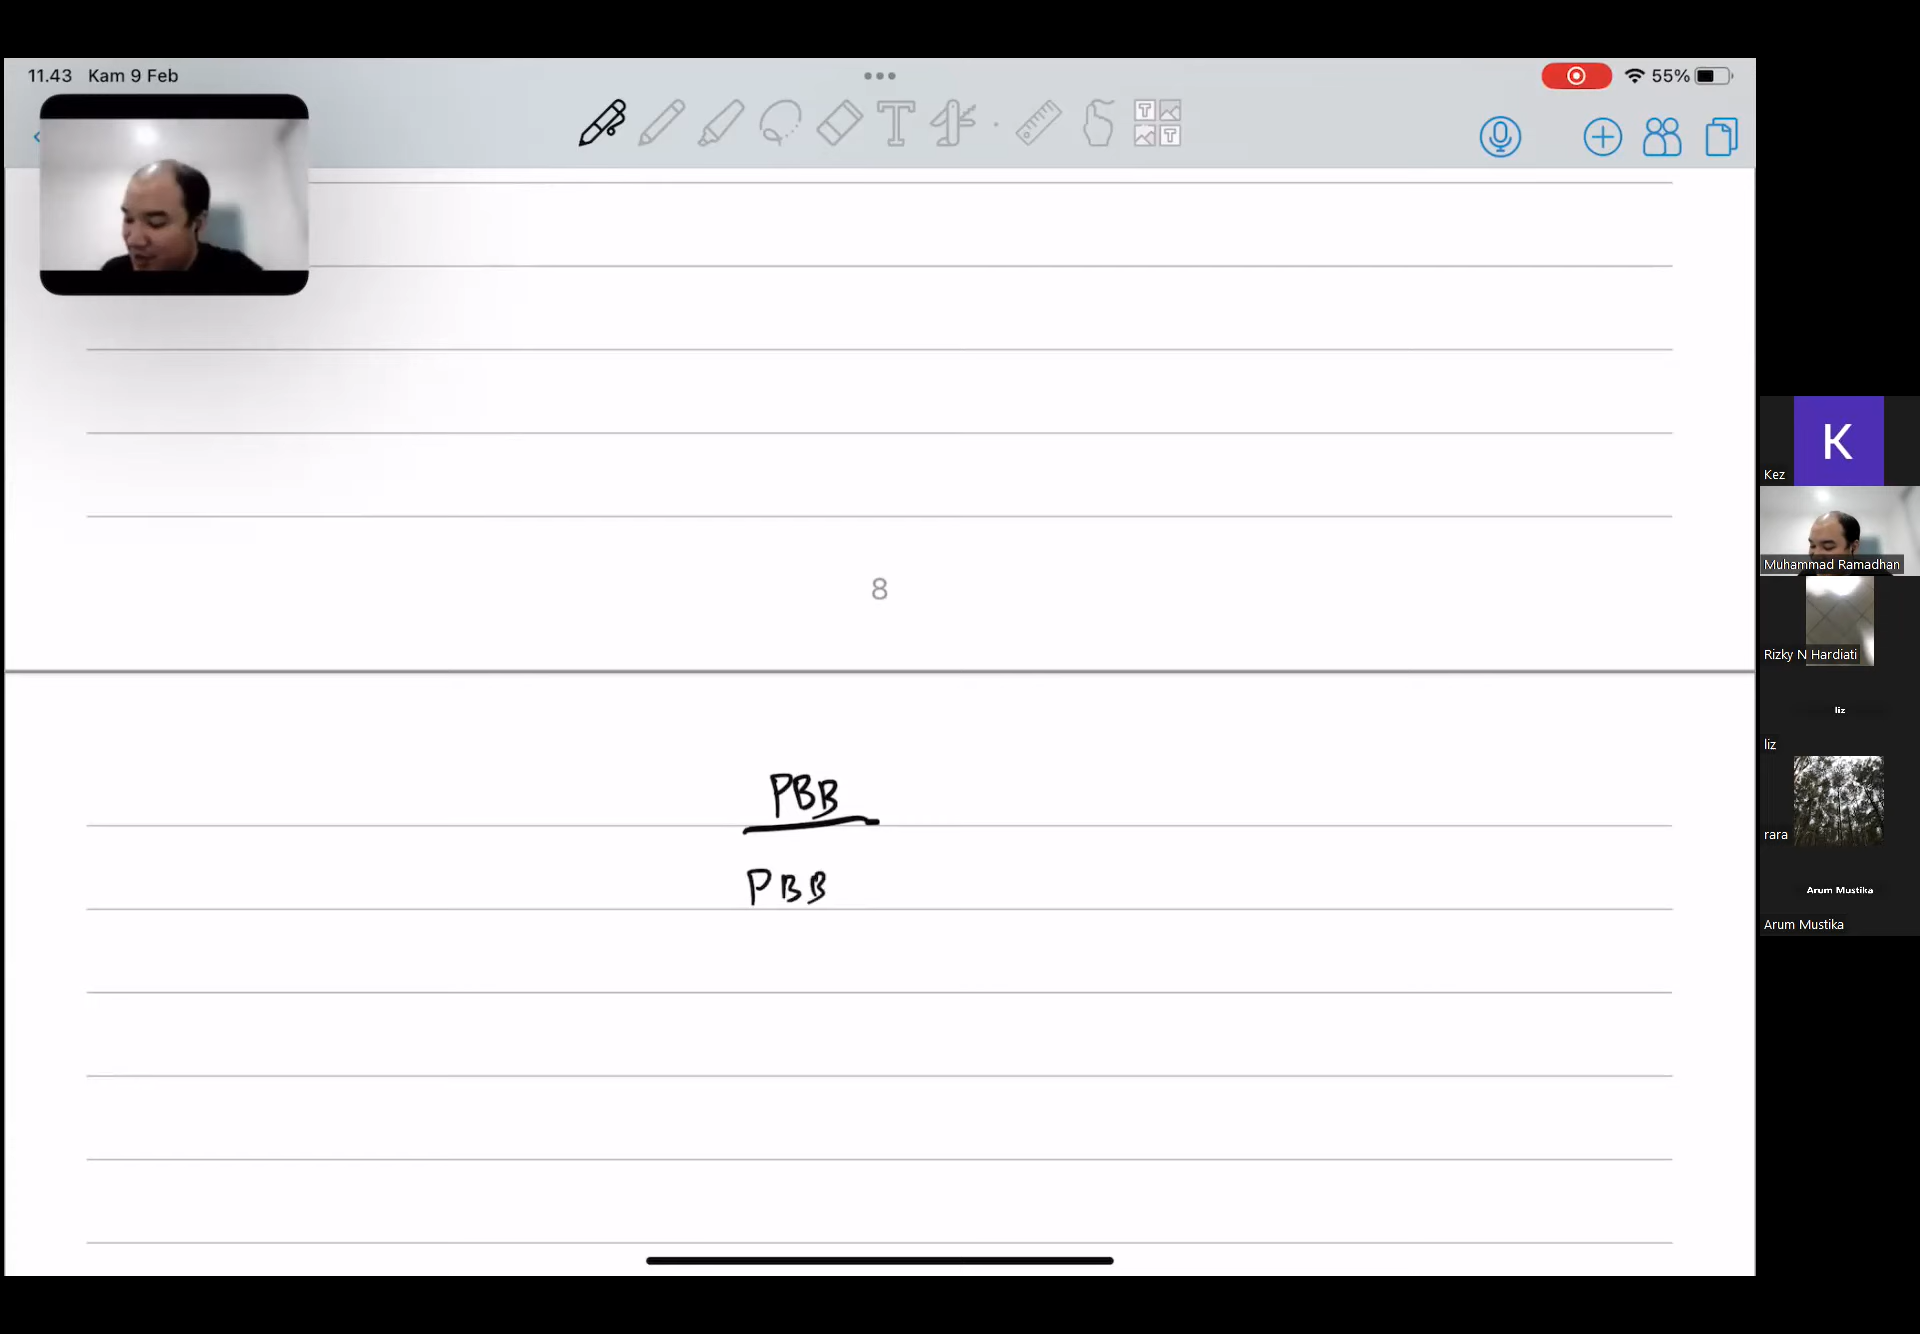 11.43 Kam 9 Feb
55%
8
PBB
PBB
K
Kez
Muhammad Ramadhan
Rizky N Hardiati
liz
liz
rara
Arum Mustika
Arum Mustika